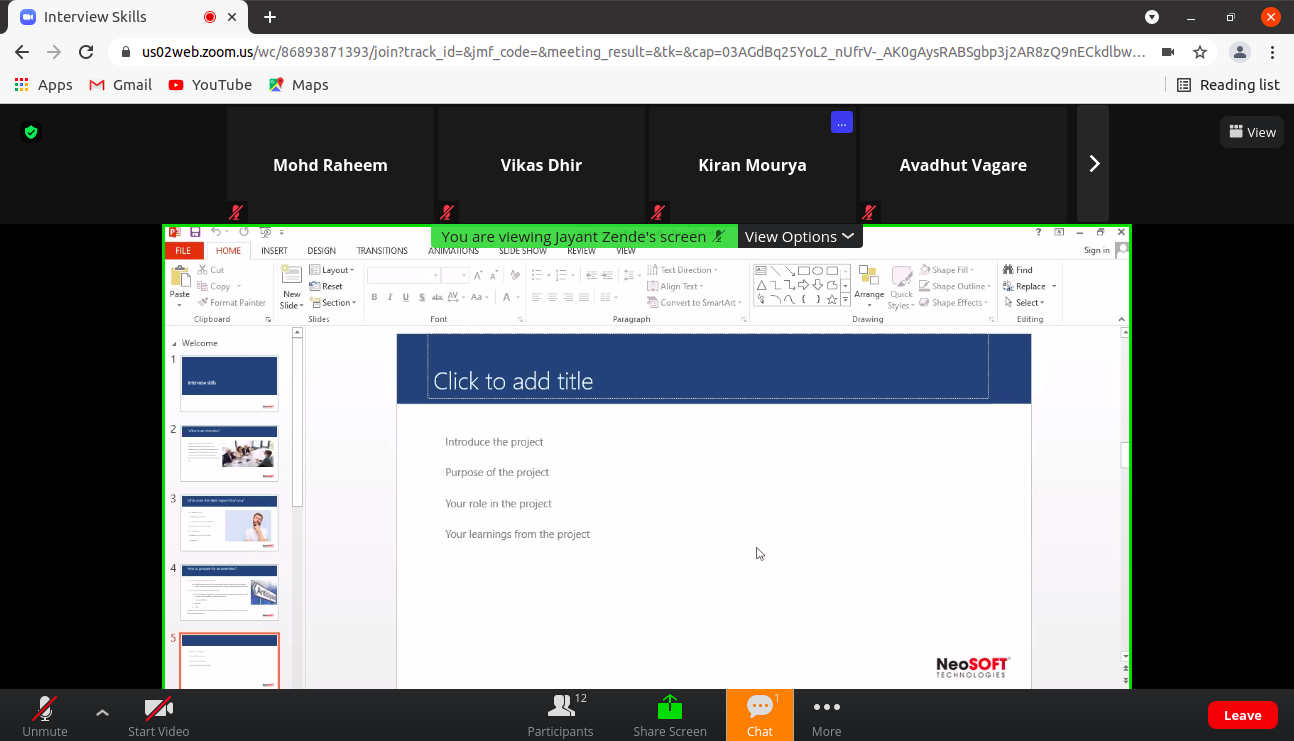 Interview Skills
us02web.zoom.us/wc/86893871393/join?track_id=&jmf_code=&meeting_result=&tk=&cap=03AGdBq25YoL2_nUfrV-_AK0gAysRABSgbp3j2AR8zQ9nECkdlbw...
Apps Gmail YouTube Maps Reading list
View
Mohd Raheem Vikas Dhir Kiran Mourya Avadhut Vagare
You are viewing Jayant Zende's screen View Options
FILE HOME INSERT DESIGN TRANSITIONS ANIMATIONS SLIDE SHOW REVIEW VIEW Sign in
Paste Cut Copy Format Painter
Clipboard
New Slide Layout Reset Section
Slides
B I U S abc AV Aa A
Font
Text Direction
Align Text
Convert to SmartArt
Paragraph
Arrange Quick Styles Shape Fill Shape Outline Shape Effects
Drawing
Find
Replace
Select
Editing
Welcome
1
Interview Skills
2
3
4
5
Click to add title
Introduce the project
Purpose of the project
Your role in the project
Your learnings from the project
NeoSOFT
TECHNOLOGIES
Unmute Start Video Participants 12 Share Screen Chat 1 More Leave